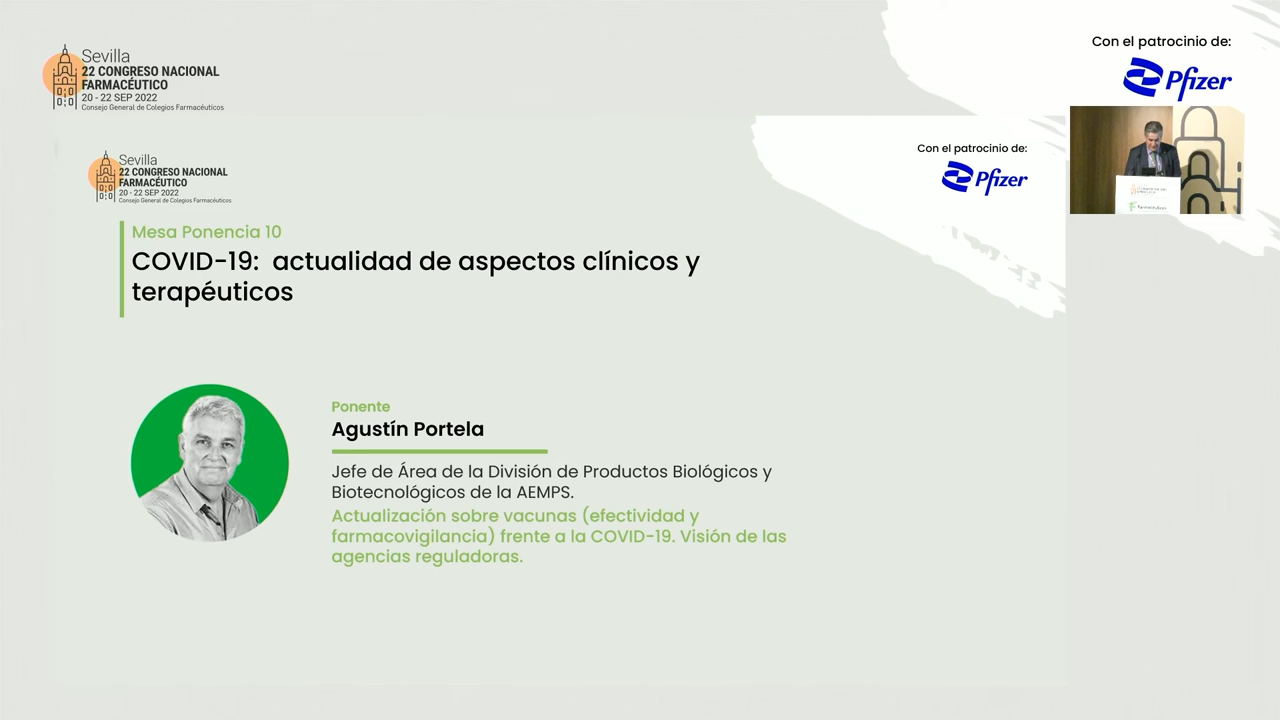 Sevilla
22 CONGRESO NACIONAL
FARMACÉUTICO
20 - 22 SEP 2022
Consejo General de Colegios Farmacéuticos
Con el patrocinio de:
Pfizer
Sevilla
22 CONGRESO NACIONAL
FARMACÉUTICO
20 - 22 SEP 2022
Consejo General de Colegios Farmacéuticos
Con el patrocinio de:
Pfizer
Mesa Ponencia 10
COVID-19: actualidad de aspectos clínicos y
terapéuticos
Ponente
Agustín Portela
Jefe de Área de la División de Productos Biológicos y
Biotecnológicos de la AEMPS.
Actualización sobre vacunas (efectividad y
farmacovigilancia) frente a la COVID-19. Visión de las
agencias reguladoras.